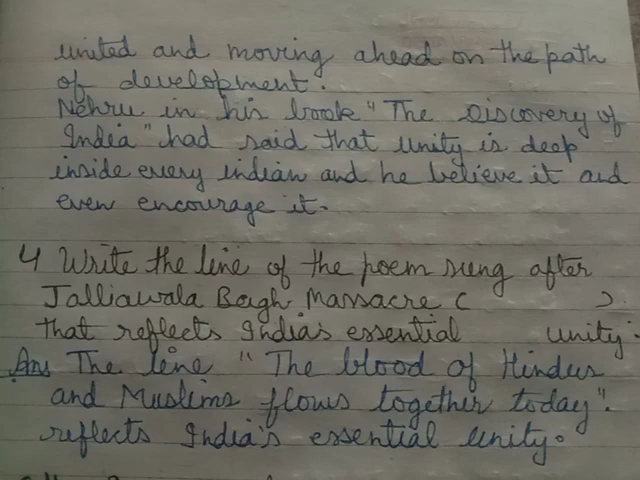 united and moving ahead on the path
of development.
Nehru in his book "The Discovery of
India" had said that unity is deep
inside every indian and he believe it and
even encourage it.
4 Write the line of the poem sung after
Jalliawala Bagh Massacre ( ).
that reflects India's essential unity.
Ans The line "The blood of Hindus
and Muslims flows together today".
reflects India's essential unity.